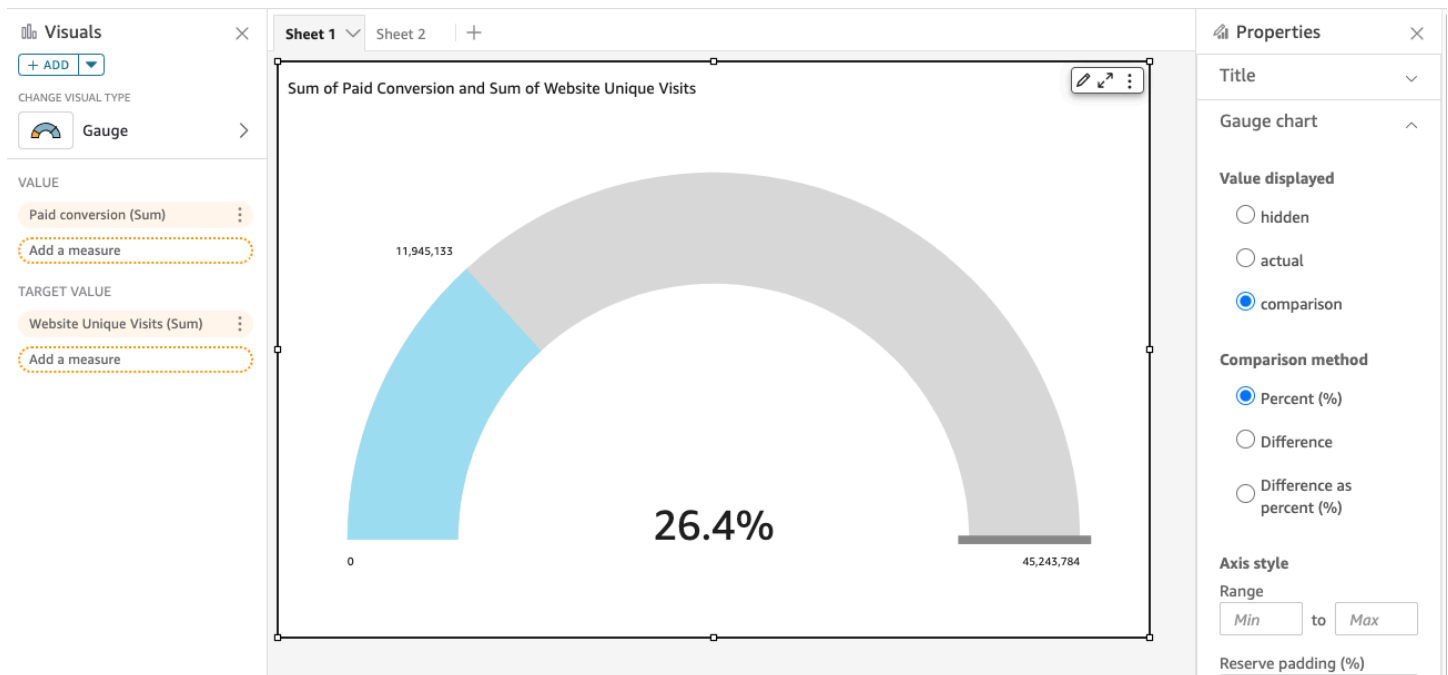 Visuals
+ ADD
CHANGE VISUAL TYPE
Gauge
VALUE
Paid conversion (Sum)
Add a measure
TARGET VALUE
Website Unique Visits (Sum)
Add a measure
Sheet 1
Sheet 2
Sum of Paid Conversion and Sum of Website Unique Visits
11,945,133
26.4%
0
45,243,784
Properties
Title
Gauge chart
Value displayed
hidden
actual
comparison
Comparison method
Percent (%)
Difference
Difference as
percent (%)
Axis style
Range
Min to Max
Reserve padding (%)